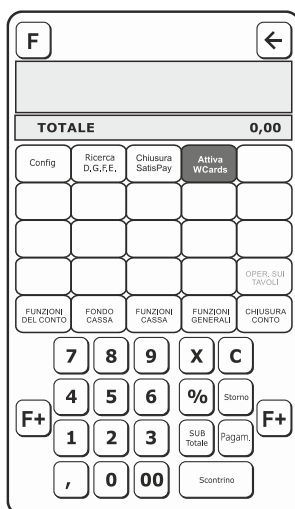 F ←
TOTALE 0,00
Config Ricerca Chiusura Attiva
D.G.F.E. SatisPay WCards
OPER. SUI
TAVOLI
FUNZIONI FONDO FUNZIONI FUNZIONI CHIUSURA
DEL CONTO CASSA CASSA GENERALI CONTO
7 8 9 X C
4 5 6 % Storno
F+ F+
1 2 3 SUB Totale Pagam.
, 0 00 Scontrino